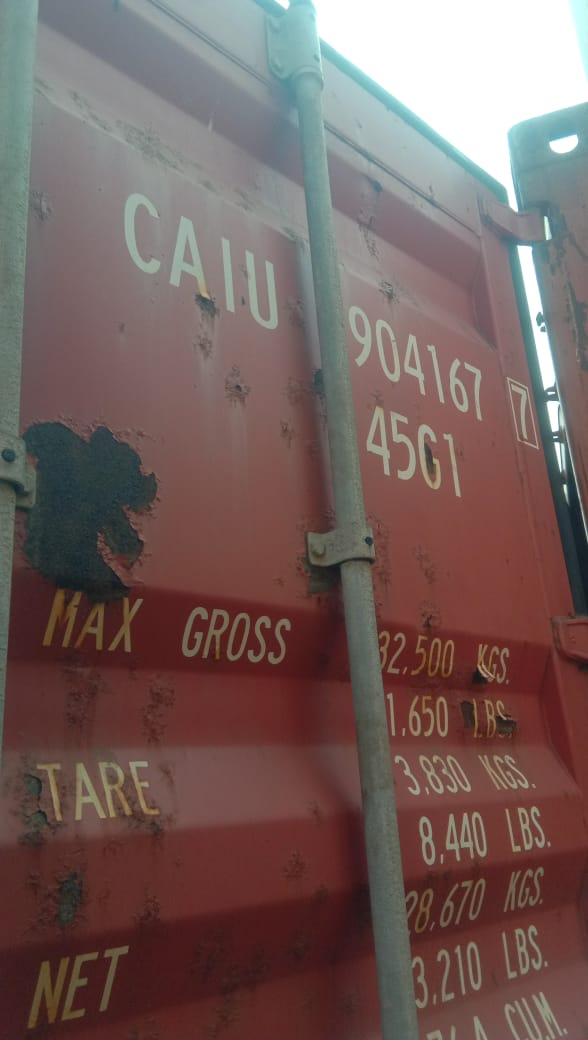 CAIU 904167 7
45G1
MAX GROSS 32,500 KGS.
1,650 LBS.
TARE 3,830 KGS.
8,440 LBS.
NET 28,670 KGS.
3,210 LBS.
CU.M.